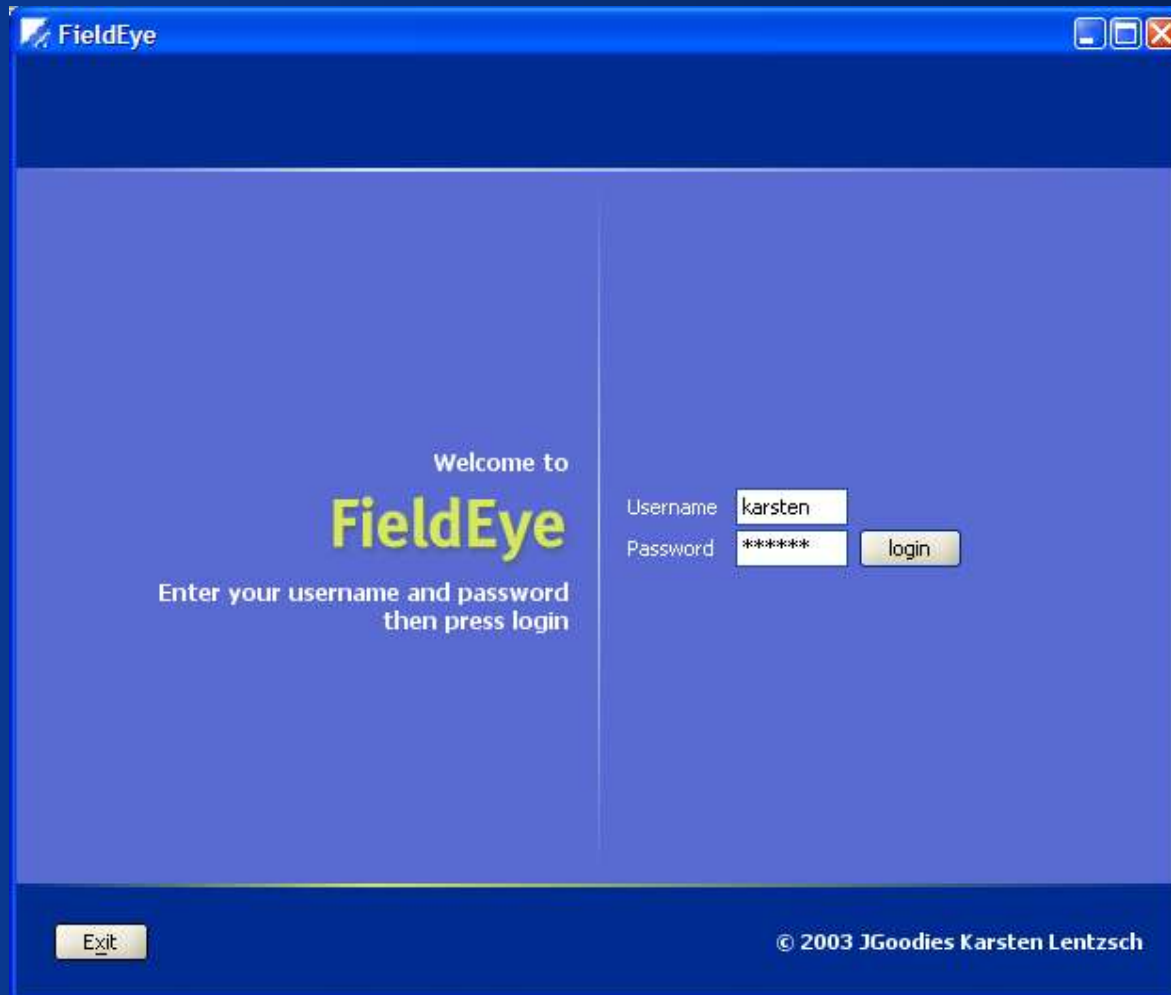 FieldEye
Welcome to
FieldEye
Enter your username and password
then press login
Username karsten
Password ******
login
Exit
© 2003 JGoodies Karsten Lentzsch